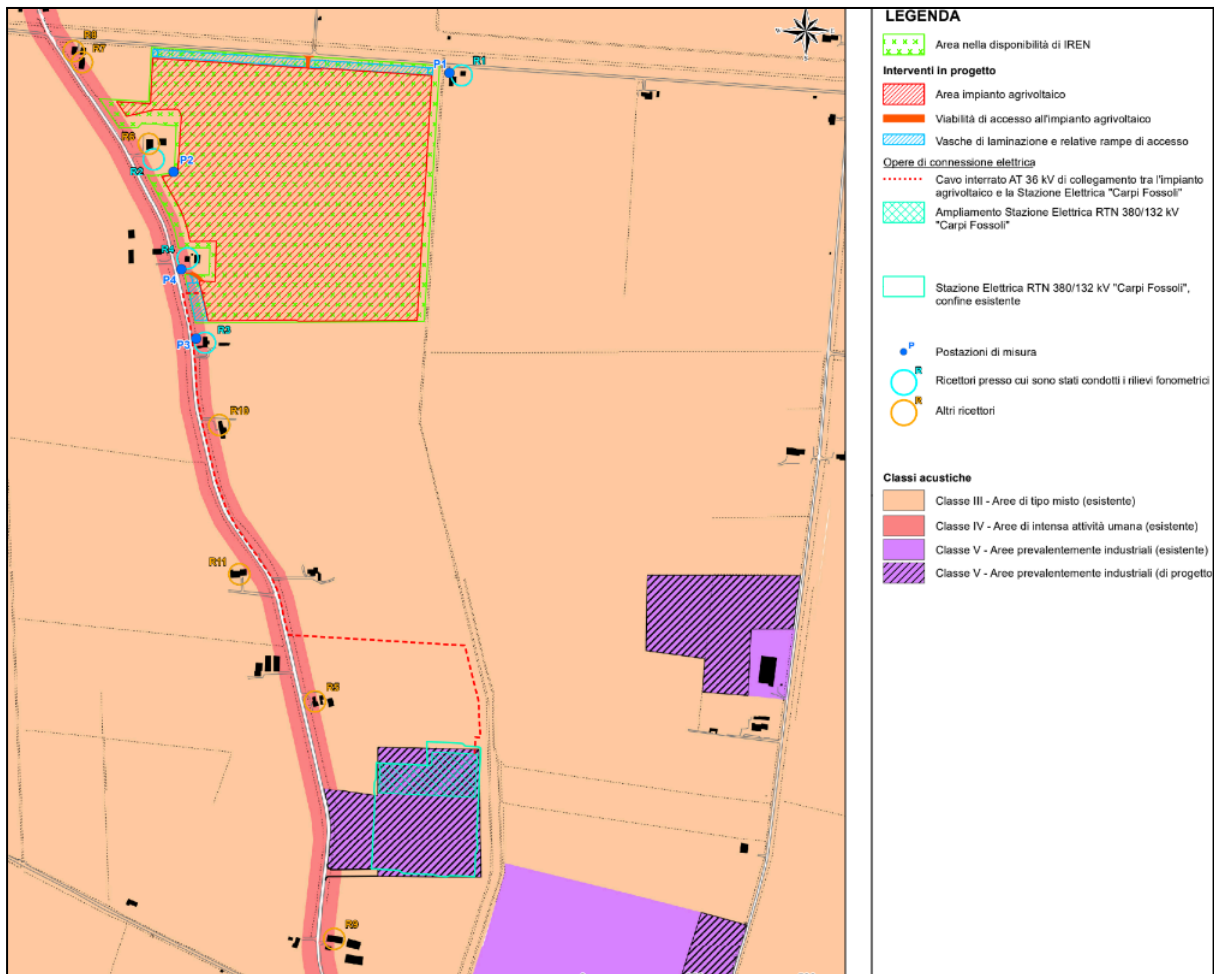 LEGENDA
Area nella disponibilità di IREN
Interventi in progetto
Area impianto agrivoltaico
Viabilità di accesso all'impianto agrivoltaico
Vasche di laminazione e relative rampe di accesso
Opere di connessione elettrica
Cavo interrato AT 36 kV di collegamento tra l'impianto
agrivoltaico e la Stazione Elettrica "Carpi Fossoli"
Ampliamento Stazione Elettrica RTN 380/132 kV
"Carpi Fossoli"
Stazione Elettrica RTN 380/132 kV "Carpi Fossoli",
confine esistente
P
Postazioni di misura
R
Ricettori presso cui sono stati condotti i rilievi fonometrici
R
Altri ricettori
Classi acustiche
Classe III - Aree di tipo misto (esistente)
Classe IV - Aree di intensa attività umana (esistente)
Classe V - Aree prevalentemente industriali (esistente)
Classe V - Aree prevalentemente industriali (di progetto
R7
P1
R1
R2
P2
R4
P4
P3
R3
R10
R11
R5
R9